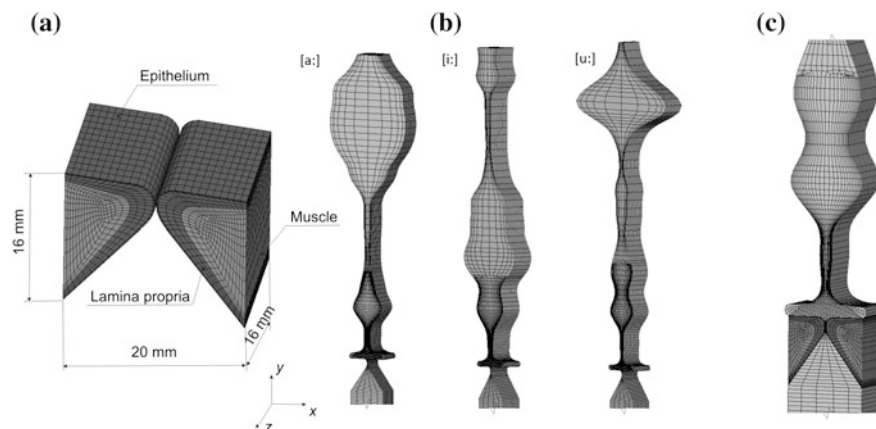 (a)
(b)
(c)
[a:]
[i:]
[u:]
Epithelium
16 mm
Muscle
Lamina propria
16 mm
20 mm
y
x
z